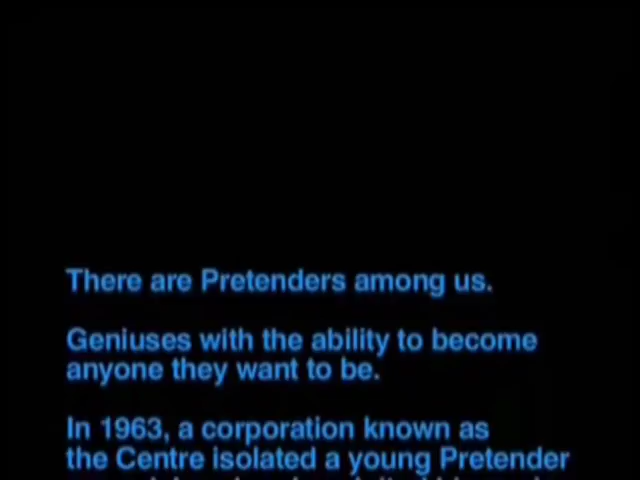 There are Pretenders among us.
Geniuses with the ability to become
anyone they want to be.
In 1963, a corporation known as
the Centre isolated a young Pretender